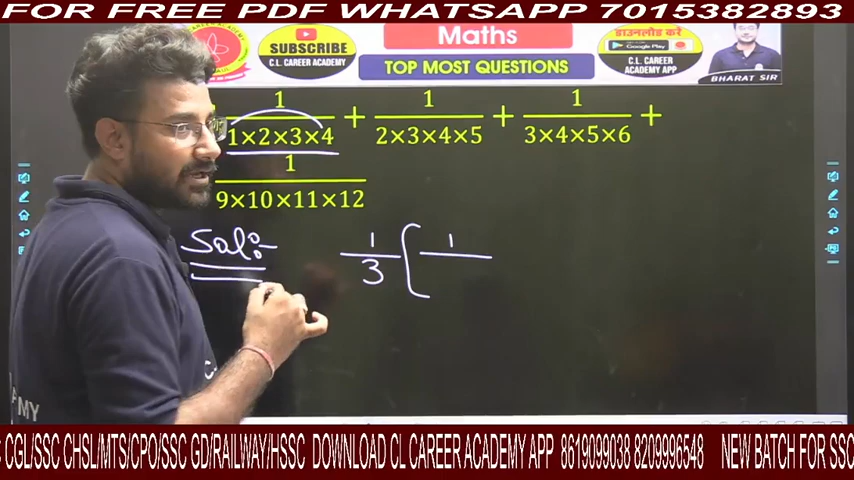 FOR FREE PDF WHATSAPP 7015382893
SUBSCRIBE
C.L. CAREER ACADEMY
Maths
TOP MOST QUESTIONS
डाउनलोड करें
Google Play
C.L. CAREER ACADEMY APP
BHARAT SIR
1/(1×2×3×4) + 1/(2×3×4×5) + 1/(3×4×5×6) +
1/(9×10×11×12)
Sol:- 1/3 [ 1/
MY
CGL/SSC CHSL/MTS/CPO/SSC GD/RAILWAY/HSSC DOWNLOAD CL CAREER ACADEMY APP 8619099038 8209996548 NEW BATCH FOR SSC